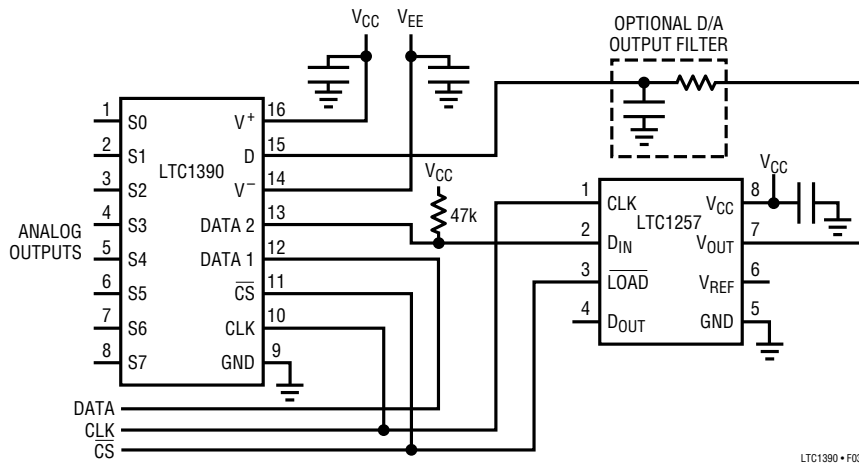 VCC
VEE
OPTIONAL D/A
OUTPUT FILTER
1 S0
2 S1
3 S2
4 S3
5 S4
6 S5
7 S6
8 S7
LTC1390
V+ 16
D 15
V− 14
DATA 2 13
DATA 1 12
CS 11
CLK 10
GND 9
ANALOG
OUTPUTS
VCC
47k
VCC
1 CLK
2 DIN
3 LOAD
4 DOUT
LTC1257
VCC 8
VOUT 7
VREF 6
GND 5
DATA
CLK
CS
LTC1390 • F03